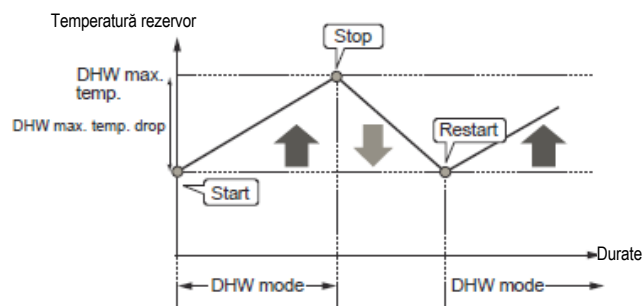 Temperatură rezervor
Stop
DHW max.
temp.
DHW max. temp. drop
Restart
Start
Durate
DHW mode
DHW mode